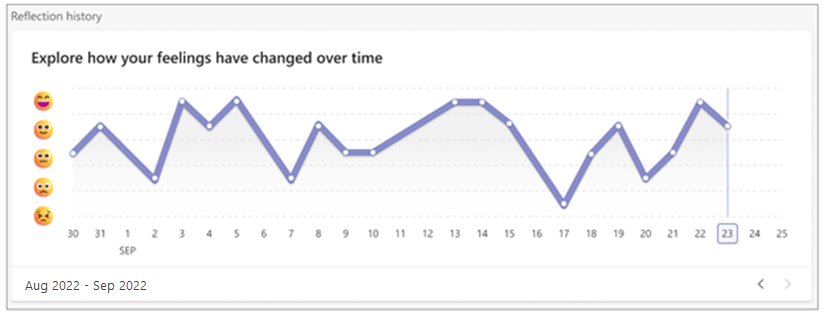 Reflection history
Explore how your feelings have changed over time
30 31 1 2 3 4 5 6 7 8 9 10 11 12 13 14 15 16 17 18 19 20 21 22 23 24 25
SEP
Aug 2022 - Sep 2022